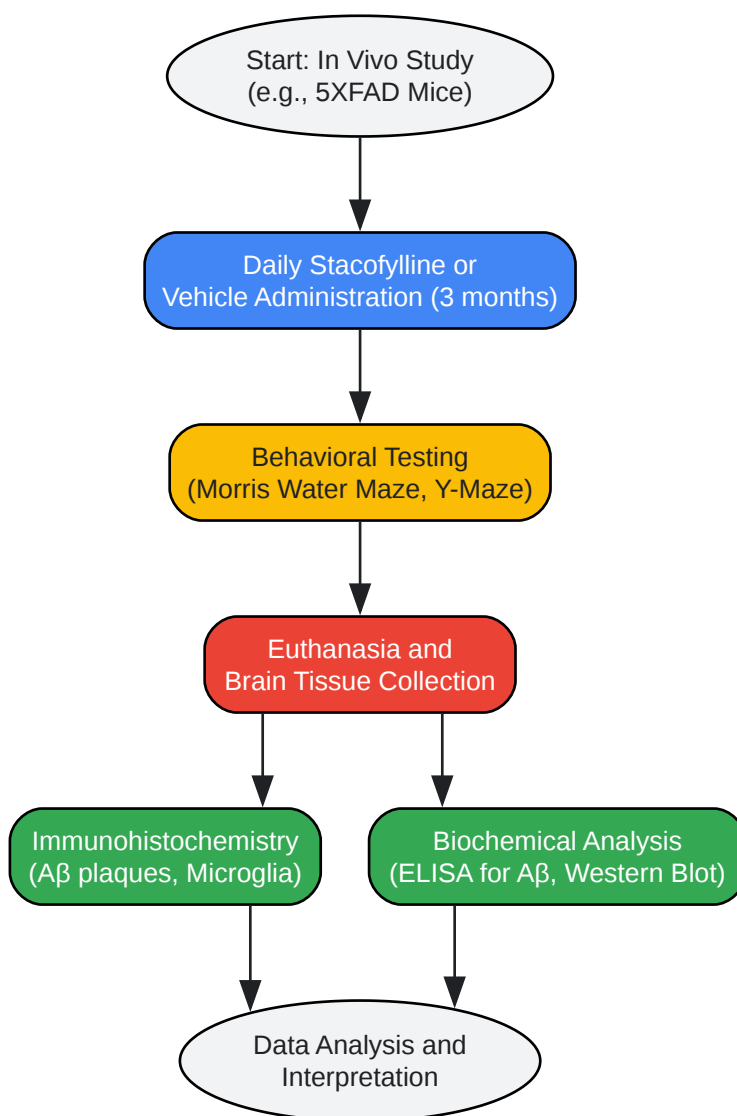 Start: In Vivo Study
(e.g., 5XFAD Mice)
Daily Stacofylline or
Vehicle Administration (3 months)
Behavioral Testing
(Morris Water Maze, Y-Maze)
Euthanasia and
Brain Tissue Collection
Immunohistochemistry
(Aβ plaques, Microglia)
Biochemical Analysis
(ELISA for Aβ, Western Blot)
Data Analysis and
Interpretation